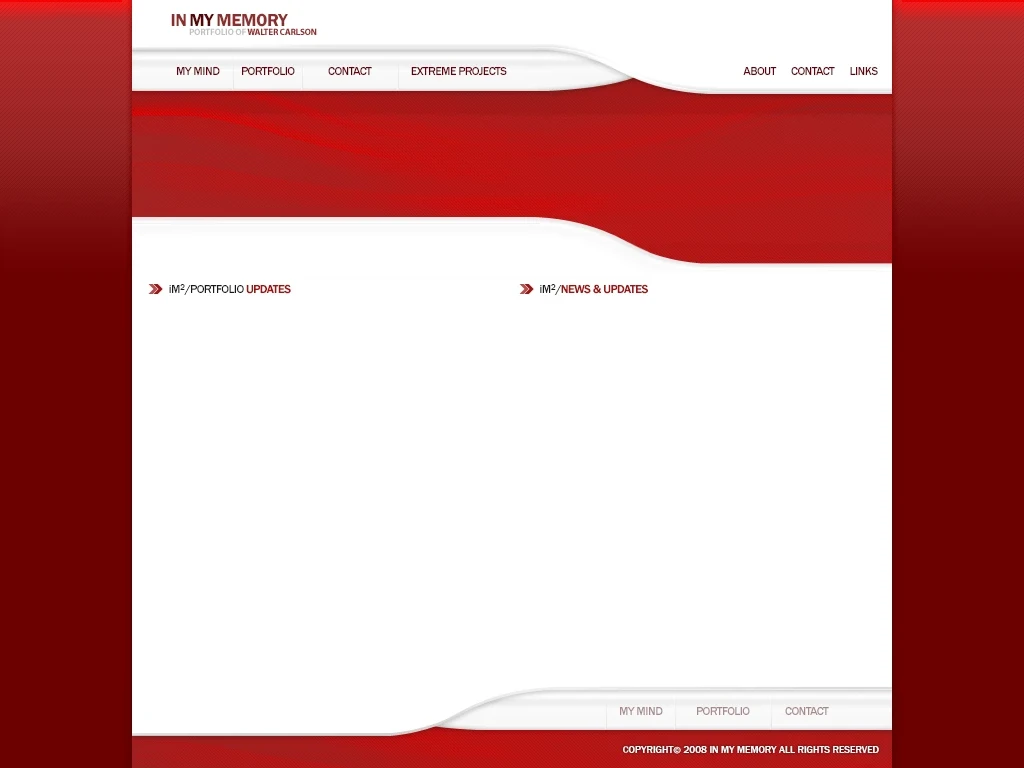 IN MY MEMORY
PORTFOLIO OF WALTER CARLSON
MY MIND PORTFOLIO CONTACT EXTREME PROJECTS ABOUT CONTACT LINKS
iM²/PORTFOLIO UPDATES
iM²/NEWS & UPDATES
MY MIND PORTFOLIO CONTACT
COPYRIGHT© 2008 IN MY MEMORY ALL RIGHTS RESERVED